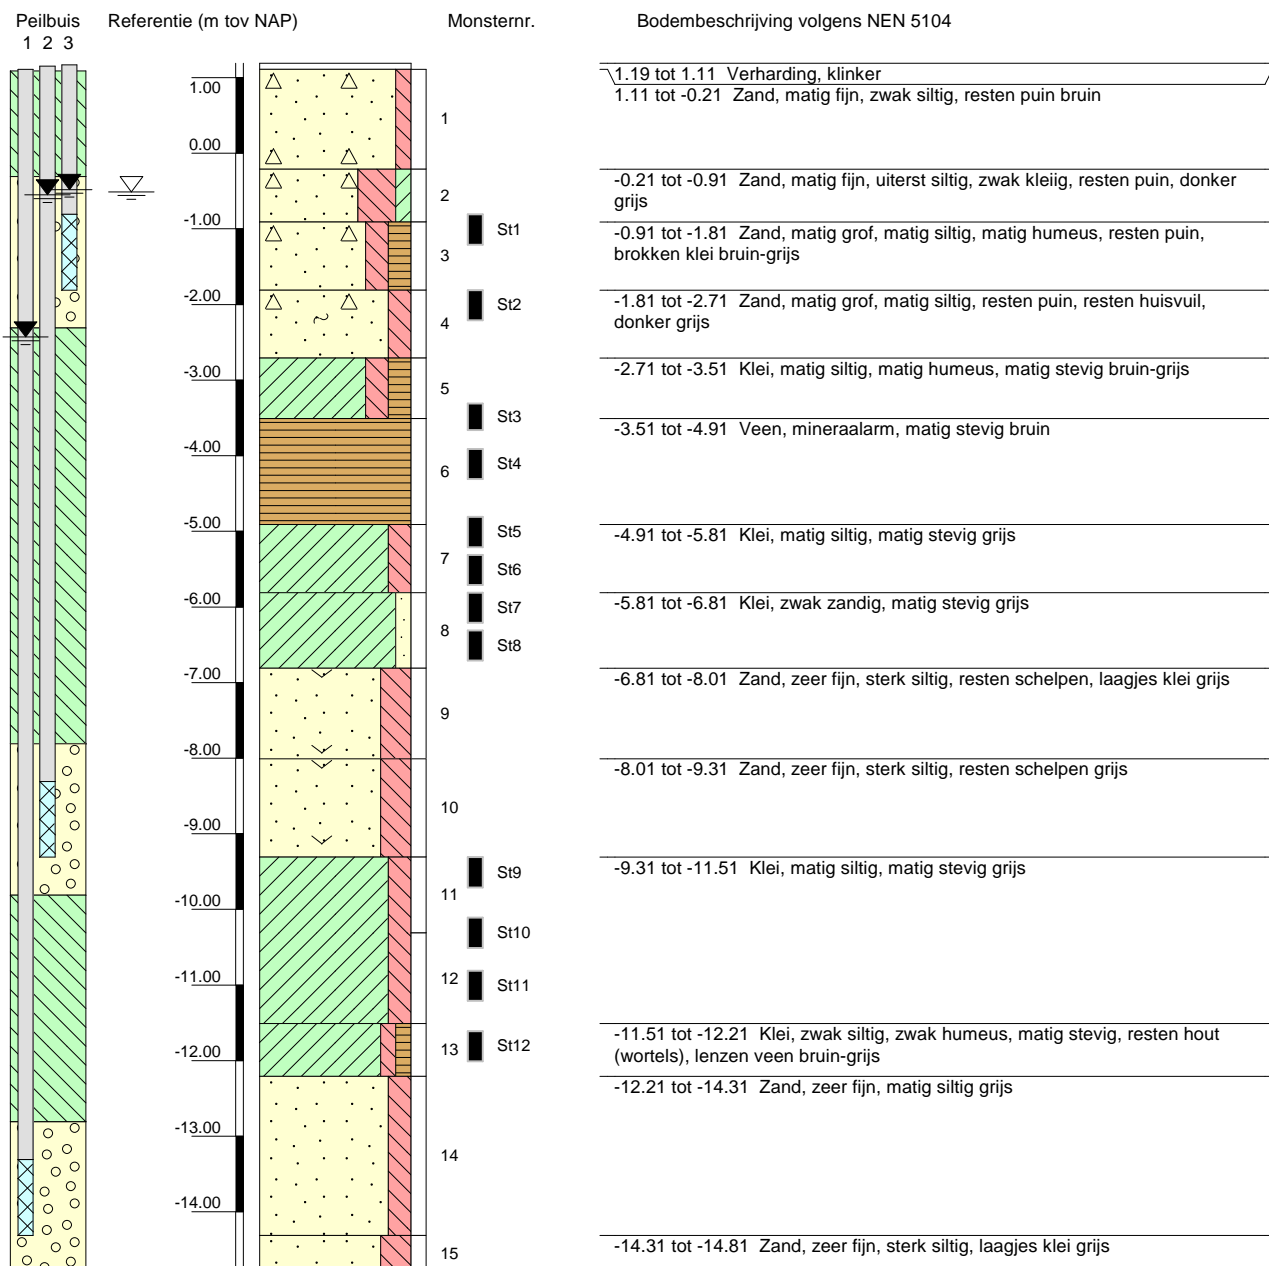 Peilbuis Referentie (m tov NAP) Monsternr. Bodembeschrijving volgens NEN 5104
1 2 3
1.19 tot 1.11 Verharding, klinker
1.00
1.11 tot -0.21 Zand, matig fijn, zwak siltig, resten puin bruin
1
0.00
-0.21 tot -0.91 Zand, matig fijn, uiterst siltig, zwak kleiig, resten puin, donker
grijs
2
-1.00
St1
-0.91 tot -1.81 Zand, matig grof, matig siltig, matig humeus, resten puin,
brokken klei bruin-grijs
3
-2.00
St2
-1.81 tot -2.71 Zand, matig grof, matig siltig, resten puin, resten huisvuil,
donker grijs
4
-3.00
-2.71 tot -3.51 Klei, matig siltig, matig humeus, matig stevig bruin-grijs
5
St3
-3.51 tot -4.91 Veen, mineraalarm, matig stevig bruin
-4.00
St4
6
-5.00
St5
-4.91 tot -5.81 Klei, matig siltig, matig stevig grijs
7
St6
-6.00
St7
-5.81 tot -6.81 Klei, zwak zandig, matig stevig grijs
8
St8
-7.00
-6.81 tot -8.01 Zand, zeer fijn, sterk siltig, resten schelpen, laagjes klei grijs
9
-8.00
-8.01 tot -9.31 Zand, zeer fijn, sterk siltig, resten schelpen grijs
10
-9.00
St9
-9.31 tot -11.51 Klei, matig siltig, matig stevig grijs
11
-10.00
St10
-11.00
12
St11
-11.51 tot -12.21 Klei, zwak siltig, zwak humeus, matig stevig, resten hout
(wortels), lenzen veen bruin-grijs
13
St12
-12.00
-12.21 tot -14.31 Zand, zeer fijn, matig siltig grijs
-13.00
14
-14.00
-14.31 tot -14.81 Zand, zeer fijn, sterk siltig, laagjes klei grijs
15